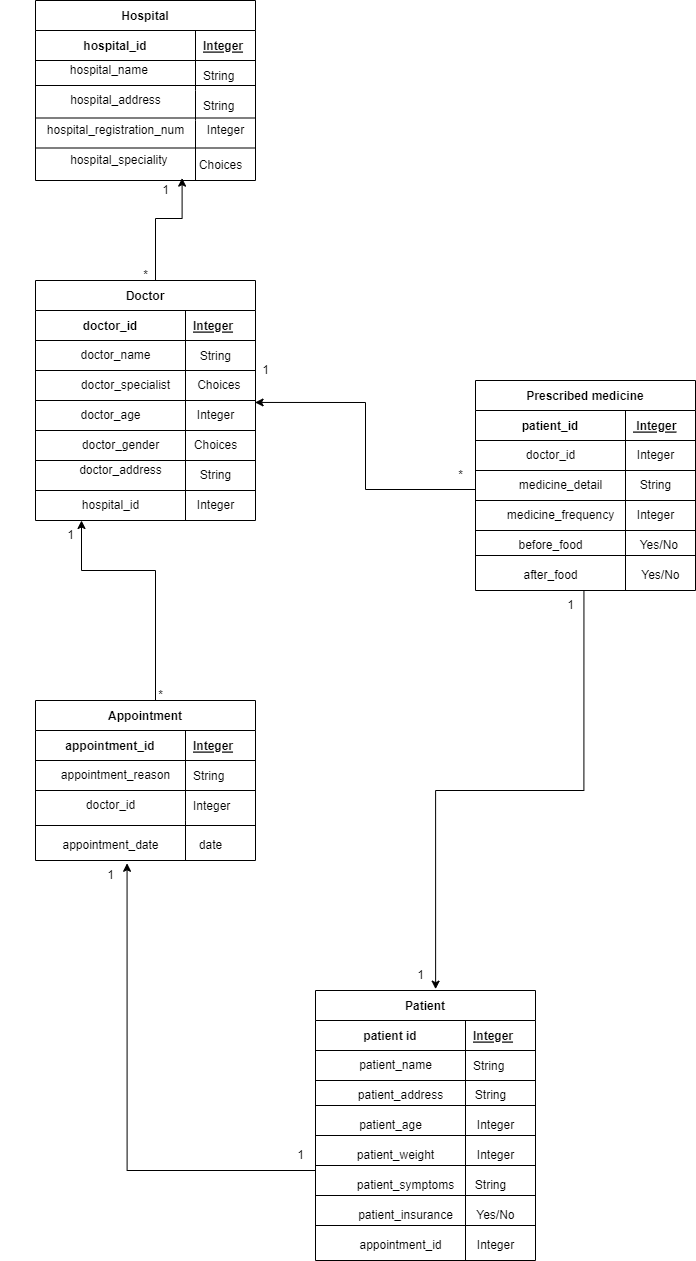 Hospital
hospital_id Integer
hospital_name String
hospital_address String
hospital_registration_num Integer
hospital_speciality Choices
1
*
Doctor
doctor_id Integer
doctor_name String
doctor_specialist Choices
doctor_age Integer
doctor_gender Choices
doctor_address String
hospital_id Integer
1
*
Prescribed medicine
patient_id Integer
doctor_id Integer
medicine_detail String
medicine_frequency Integer
before_food Yes/No
after_food Yes/No
1
1
*
Appointment
appointment_id Integer
appointment_reason String
doctor_id Integer
appointment_date date
1
1
Patient
patient id Integer
patient_name String
patient_address String
patient_age Integer
patient_weight Integer
patient_symptoms String
patient_insurance Yes/No
appointment_id Integer
1